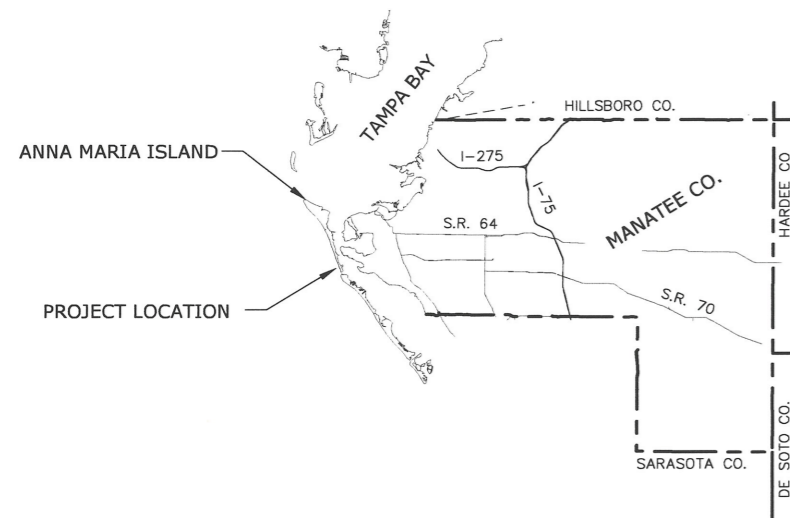 TAMPA BAY
HILLSBORO CO.
ANNA MARIA ISLAND
I-275
HARDEE CO
I-75
MANATEE CO.
S.R. 64
PROJECT LOCATION
S.R. 70
SARASOTA CO.
DE SOTO CO.